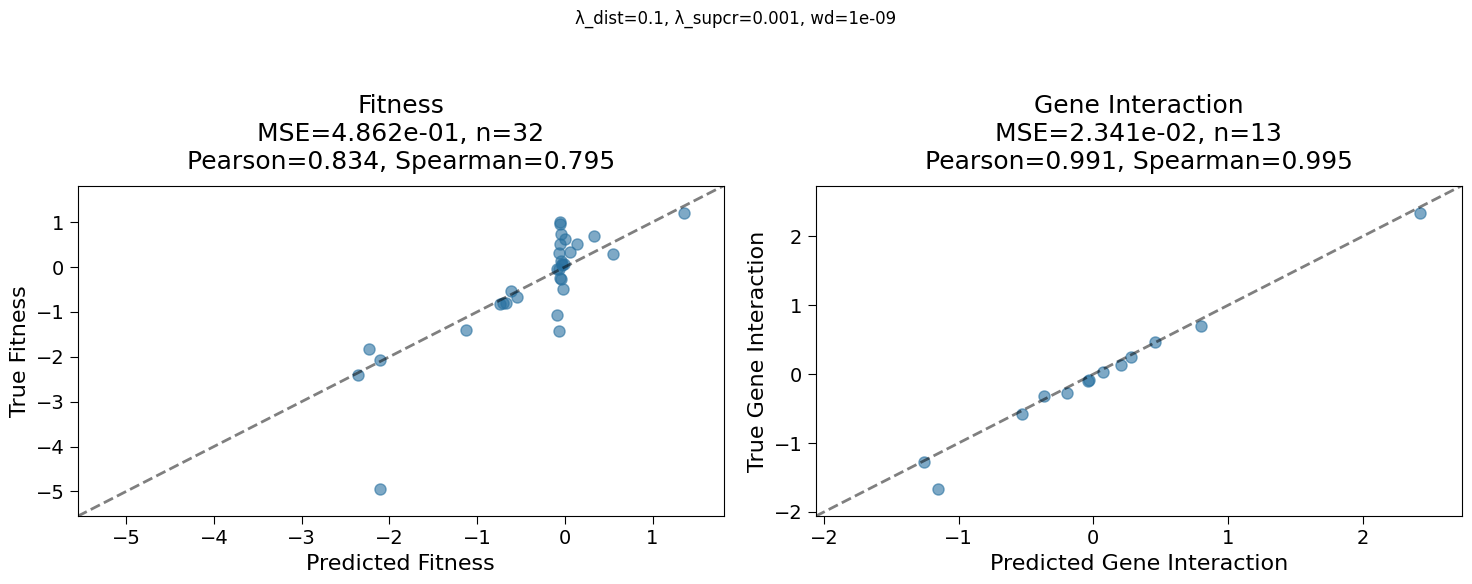 λ_dist=0.1, λ_supcr=0.001, wd=1e-09
Fitness
MSE=4.862e-01, n=32
Pearson=0.834, Spearman=0.795
True Fitness
1
0
−1
−2
−3
−4
−5
−5
−4
−3
−2
−1
0
1
Predicted Fitness
Gene Interaction
MSE=2.341e-02, n=13
Pearson=0.991, Spearman=0.995
True Gene Interaction
2
1
0
−1
−2
−2
−1
0
1
2
Predicted Gene Interaction